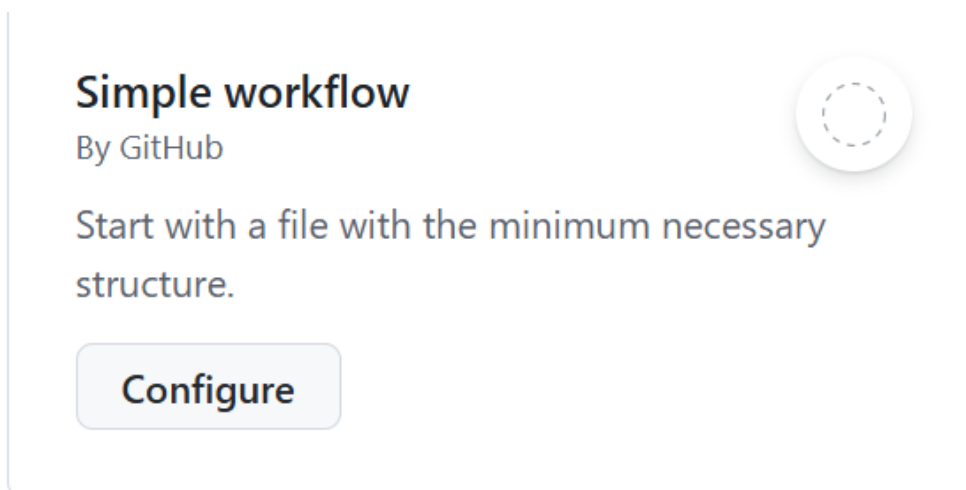 Simple workflow
By GitHub
Start with a file with the minimum necessary
structure.
Configure